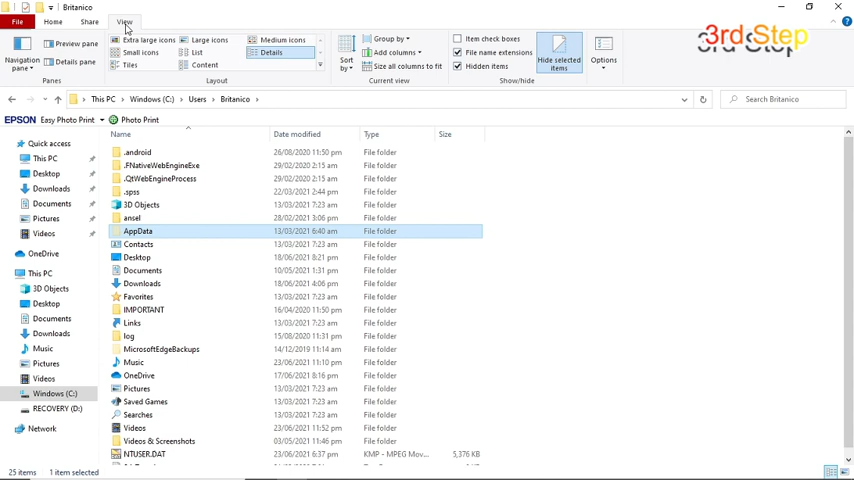 Britanico
File Home Share View
Navigation pane
Preview pane
Details pane
Panes
Extra large icons Large icons Medium icons
Small icons List Details
Tiles Content
Layout
Sort by
Group by
Add columns
Size all columns to fit
Current view
Item check boxes
File name extensions
Hidden items
Hide selected items
Show/hide
Options
3rd Step
This PC Windows (C:) Users Britanico
Search Britanico
EPSON Easy Photo Print Photo Print
Name Date modified Type Size
Quick access
This PC
Desktop
Downloads
Documents
Pictures
Videos
OneDrive
This PC
3D Objects
Desktop
Documents
Downloads
Music
Pictures
Videos
Windows (C:)
RECOVERY (D:)
Network
.android 26/08/2020 11:50 pm File folder
.FNativeWebEngineExe 29/02/2020 2:15 am File folder
.QtWebEngineProcess 29/02/2020 2:15 am File folder
.spss 22/03/2021 2:44 pm File folder
3D Objects 13/03/2021 7:23 am File folder
ansel 28/02/2021 3:06 pm File folder
AppData 13/03/2021 6:40 am File folder
Contacts 13/03/2021 7:23 am File folder
Desktop 18/06/2021 8:21 pm File folder
Documents 10/05/2021 1:31 pm File folder
Downloads 18/06/2021 4:06 pm File folder
Favorites 13/03/2021 7:23 am File folder
IMPORTANT 16/04/2020 11:50 pm File folder
Links 13/03/2021 7:23 am File folder
log 15/08/2020 11:31 pm File folder
MicrosoftEdgeBackups 14/12/2019 11:14 am File folder
Music 23/06/2021 11:10 pm File folder
OneDrive 17/06/2021 8:16 pm File folder
Pictures 13/03/2021 7:23 am File folder
Saved Games 13/03/2021 7:23 am File folder
Searches 13/03/2021 7:23 am File folder
Videos 23/06/2021 11:52 pm File folder
Videos & Screenshots 03/05/2021 11:46 pm File folder
NTUSER.DAT 23/06/2021 6:37 pm KMP - MPEG Mov... 5,376 KB
25 items 1 item selected